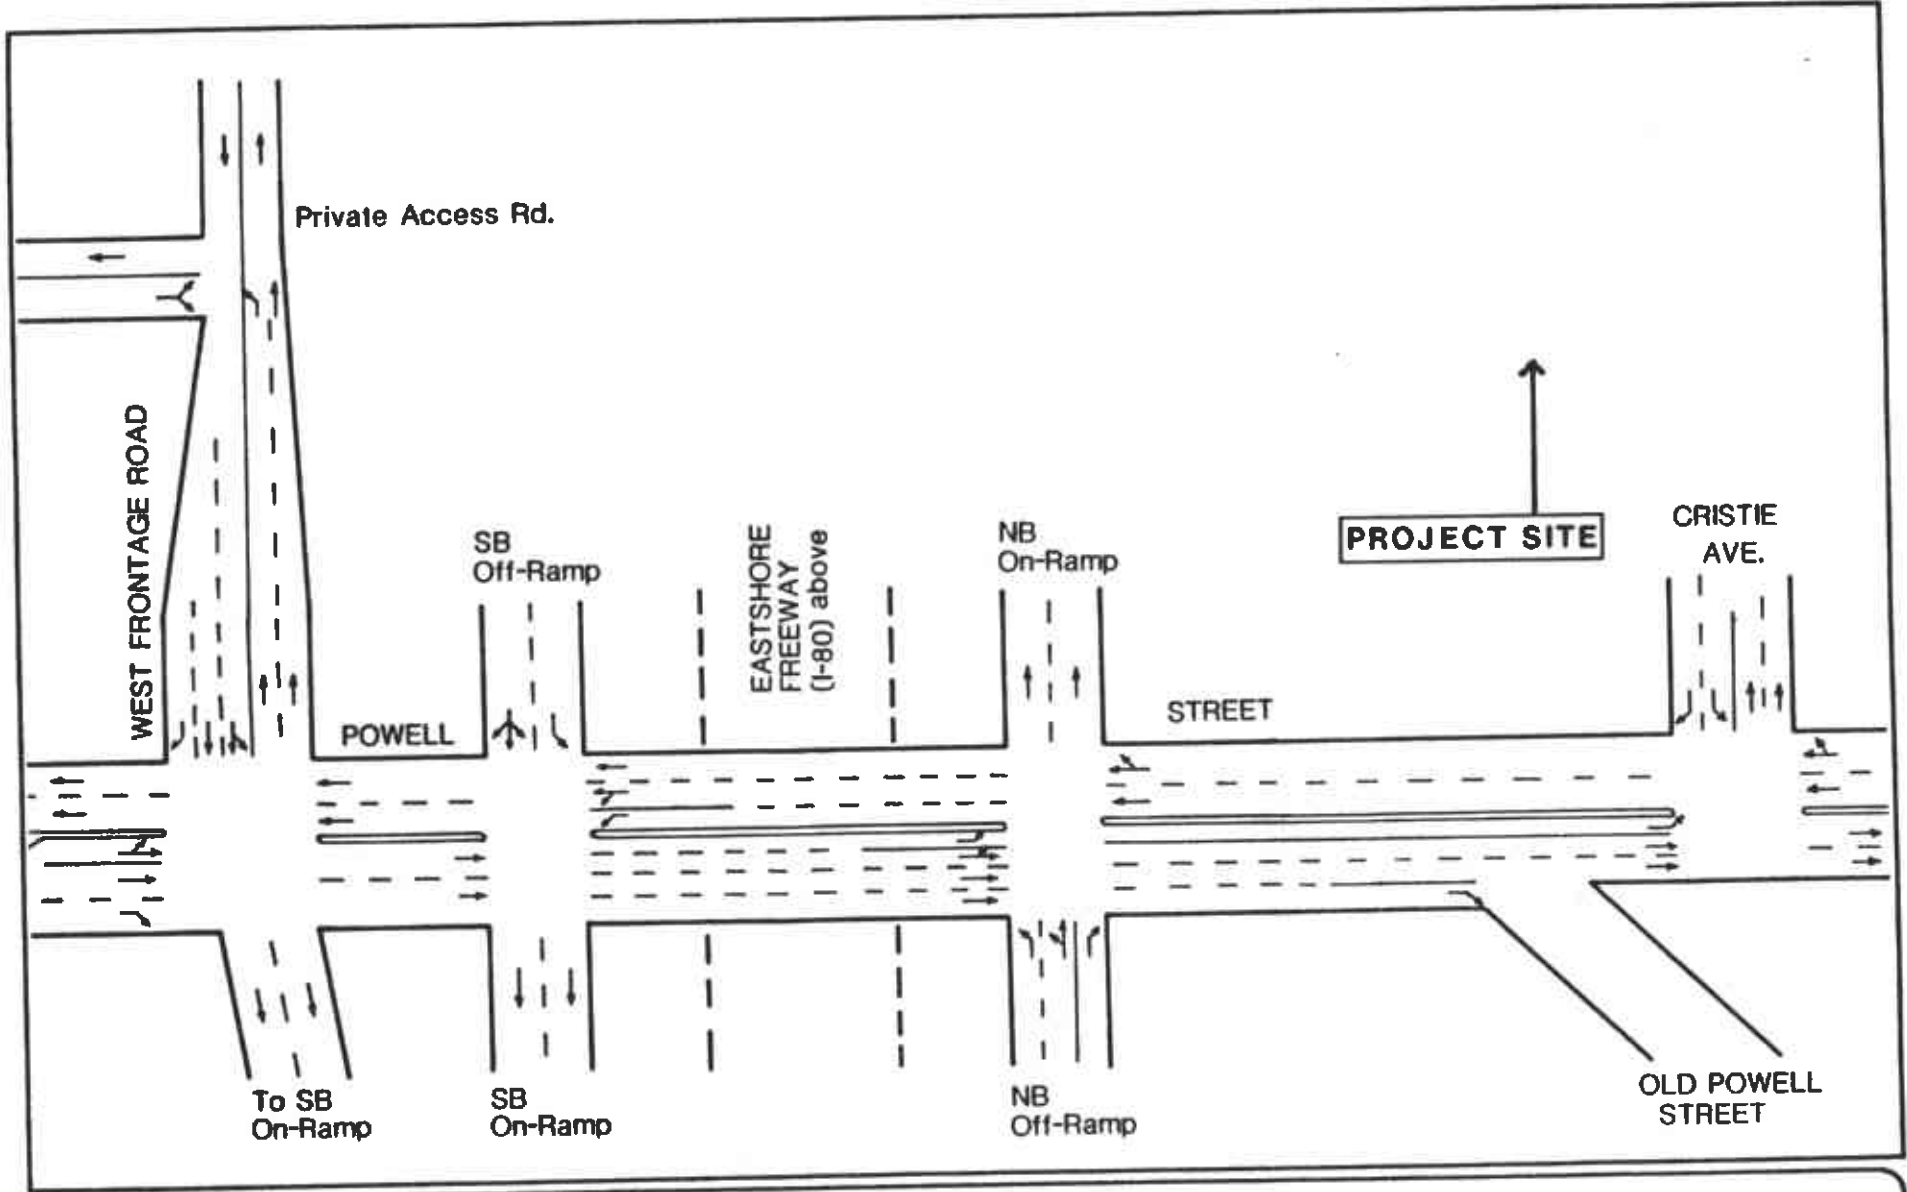 Private Access Rd.
WEST FRONTAGE ROAD
SB
Off-Ramp
EASTSHORE
FREEWAY
(I-80) above
NB
On-Ramp
PROJECT SITE
CRISTIE
AVE.
POWELL
STREET
To SB
On-Ramp
SB
On-Ramp
NB
Off-Ramp
OLD POWELL
STREET